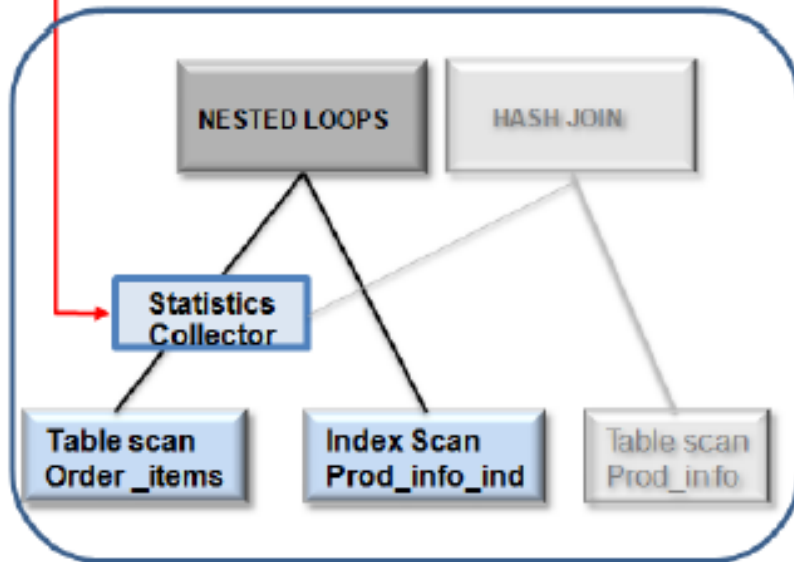 NESTED LOOPS
HASH JOIN
Statistics
Collector
Table scan
Order _items
Index Scan
Prod_info_ind
Table scan
Prod_info